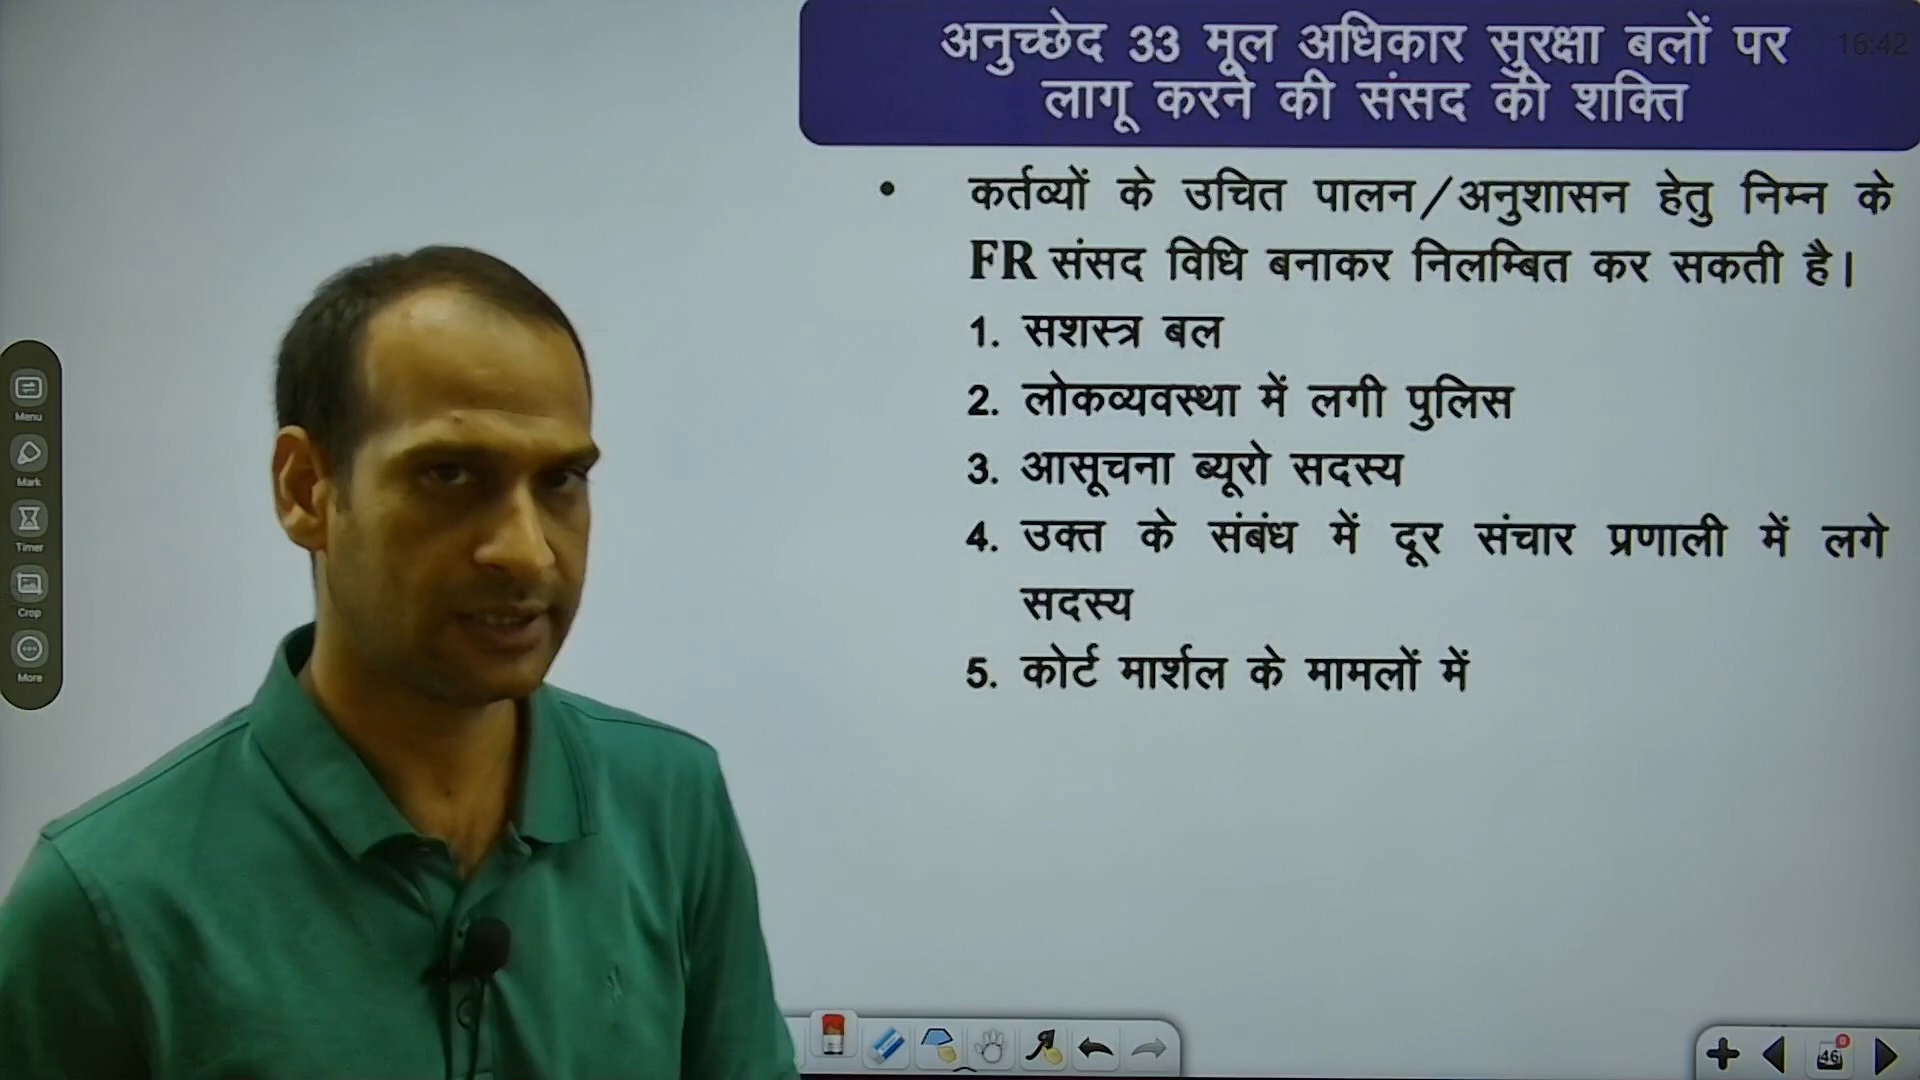 अनुच्छेद 33 मूल अधिकार सुरक्षा बलों पर
लागू करने की संसद की शक्ति
16:42
• कर्तव्यों के उचित पालन/अनुशासन हेतु निम्न के
FR संसद विधि बनाकर निलम्बित कर सकती है।
1. सशस्त्र बल
2. लोकव्यवस्था में लगी पुलिस
3. आसूचना ब्यूरो सदस्य
4. उक्त के संबंध में दूर संचार प्रणाली में लगे
सदस्य
5. कोर्ट मार्शल के मामलों में
Menu
Mark
Timer
Crop
More
46